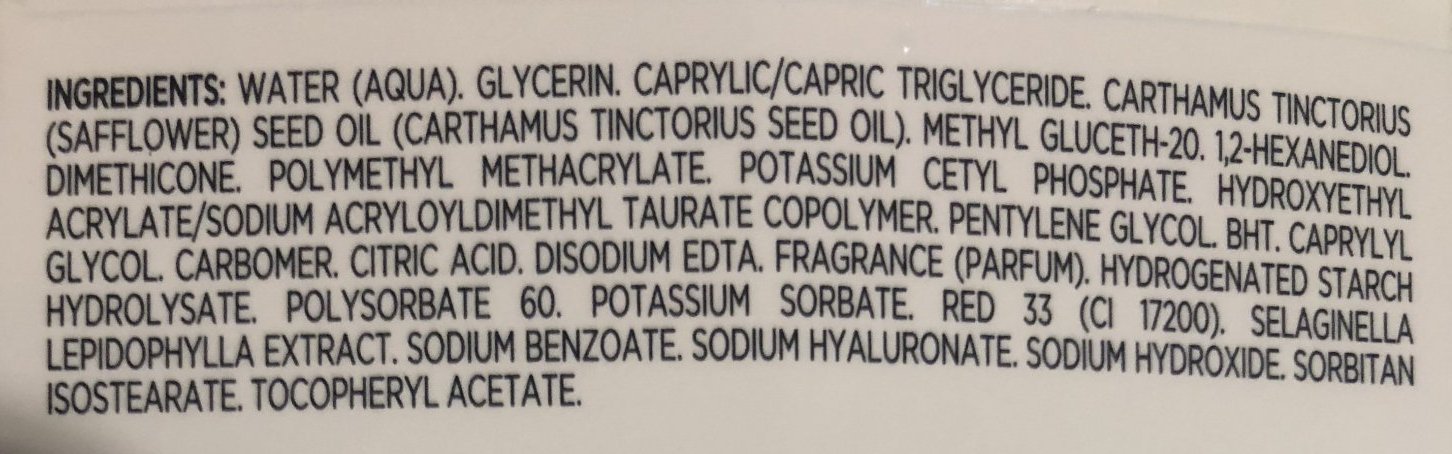 INGREDIENTS: WATER (AQUA). GLYCERIN. CAPRYLIC/CAPRIC TRIGLYCERIDE. CARTHAMUS TINCTORIUS
(SAFFLOWER) SEED OIL (CARTHAMUS TINCTORIUS SEED OIL). METHYL GLUCETH-20. 1,2-HEXANEDIOL.
DIMETHICONE. POLYMETHYL METHACRYLATE. POTASSIUM CETYL PHOSPHATE. HYDROXYETHYL
ACRYLATE/SODIUM ACRYLOYLDIMETHYL TAURATE COPOLYMER. PENTYLENE GLYCOL. BHT. CAPRYLYL
GLYCOL. CARBOMER. CITRIC ACID. DISODIUM EDTA. FRAGRANCE (PARFUM). HYDROGENATED STARCH
HYDROLYSATE. POLYSORBATE 60. POTASSIUM SORBATE. RED 33 (CI 17200). SELAGINELLA
LEPIDOPHYLLA EXTRACT. SODIUM BENZOATE. SODIUM HYALURONATE. SODIUM HYDROXIDE. SORBITAN
ISOSTEARATE. TOCOPHERYL ACETATE.